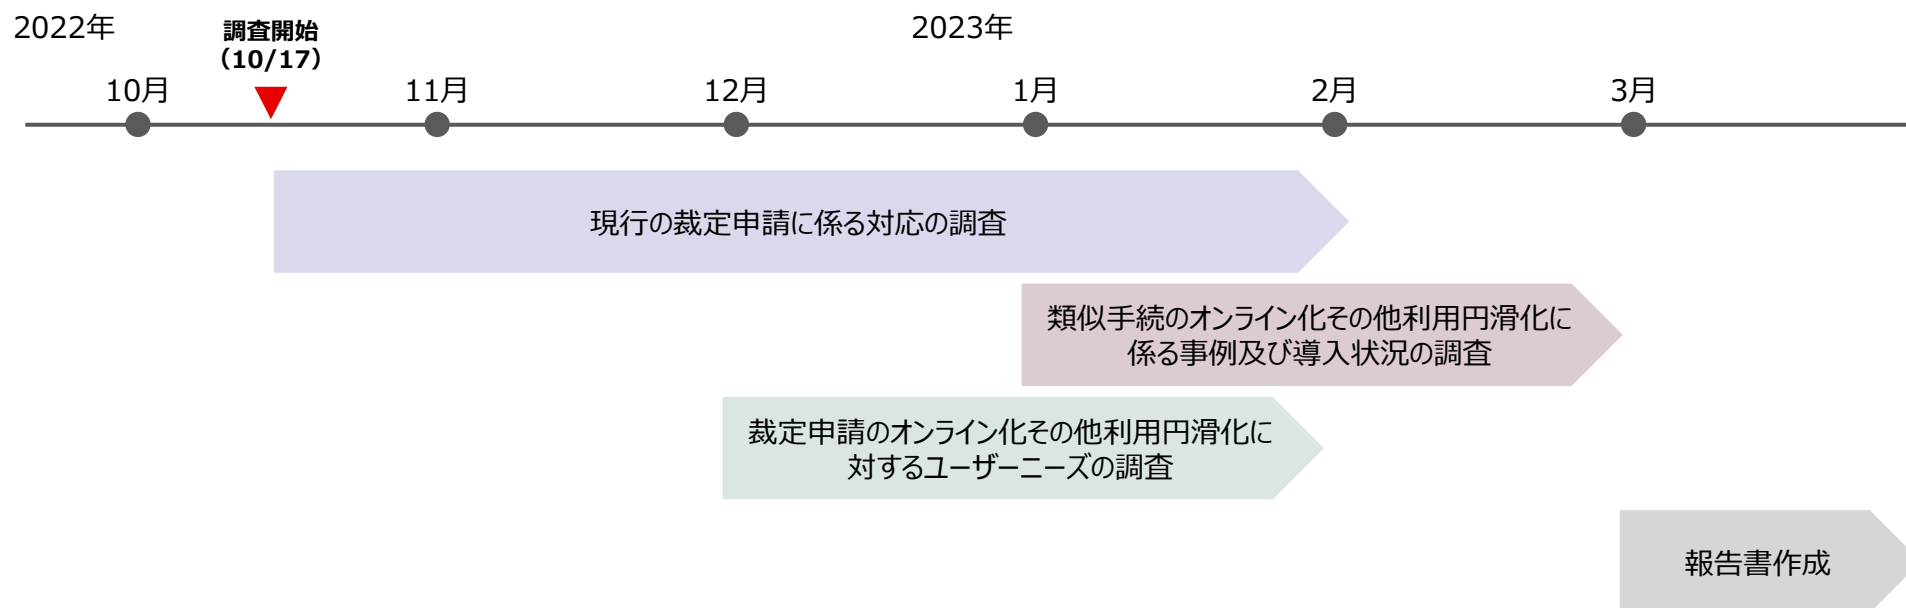 2022年
調査開始
（10/17）
2023年
10月
11月
12月
1月
2月
3月
現行の裁定申請に係る対応の調査
類似手続のオンライン化その他利用円滑化に
係る事例及び導入状況の調査
裁定申請のオンライン化その他利用円滑化に
対するユーザーニーズの調査
報告書作成